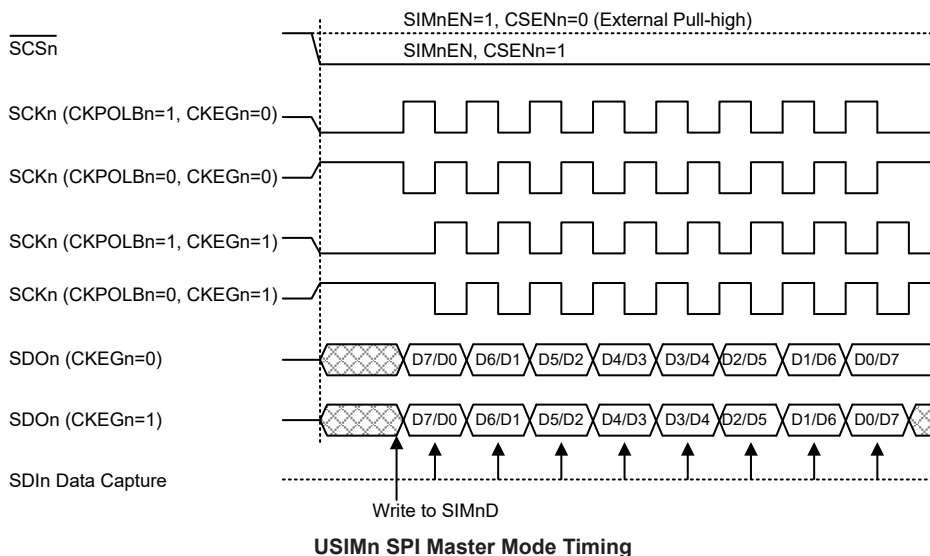 SIMnEN=1, CSENn=0 (External Pull-high)
SCSn
SIMnEN, CSENn=1
SCKn (CKPOLBn=1, CKEGn=0)
SCKn (CKPOLBn=0, CKEGn=0)
SCKn (CKPOLBn=1, CKEGn=1)
SCKn (CKPOLBn=0, CKEGn=1)
SDOn (CKEGn=0) D7/D0 D6/D1 D5/D2 D4/D3 D3/D4 D2/D5 D1/D6 D0/D7
SDOn (CKEGn=1) D7/D0 D6/D1 D5/D2 D4/D3 D3/D4 D2/D5 D1/D6 D0/D7
SDIn Data Capture
Write to SIMnD
USIMn SPI Master Mode Timing